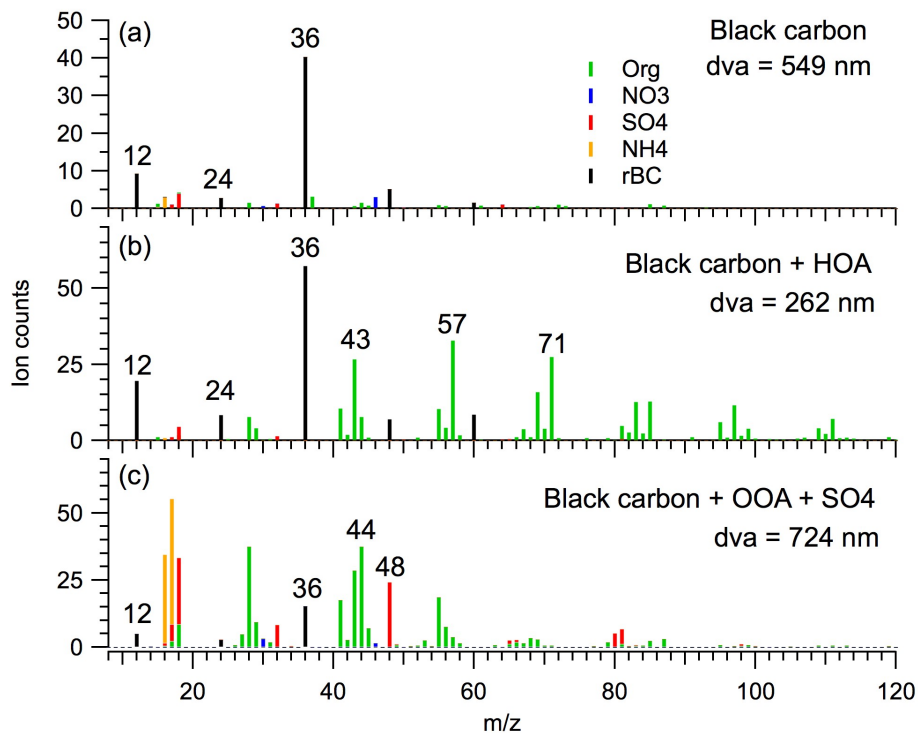 (a)
Black carbon
dva = 549 nm
36
12
24
Org
NO3
SO4
NH4
rBC
50
40
30
20
10
0
(b)
Black carbon + HOA
dva = 262 nm
36
12
24
43
57
71
50
25
0
Ion counts
(c)
Black carbon + OOA + SO4
dva = 724 nm
12
36
44
48
50
25
0
20 40 60 80 100 120
m/z